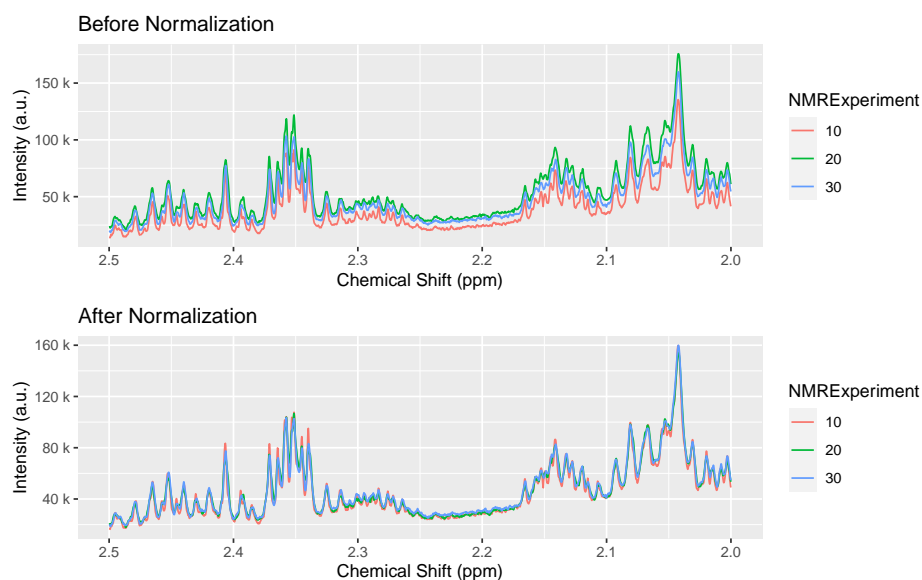 Before Normalization
Intensity (a.u.)
150 k
100 k
50 k
2.5 2.4 2.3 2.2 2.1 2.0
Chemical Shift (ppm)
NMRExperiment
10
20
30
After Normalization
Intensity (a.u.)
160 k
120 k
80 k
40 k
2.5 2.4 2.3 2.2 2.1 2.0
Chemical Shift (ppm)
NMRExperiment
10
20
30